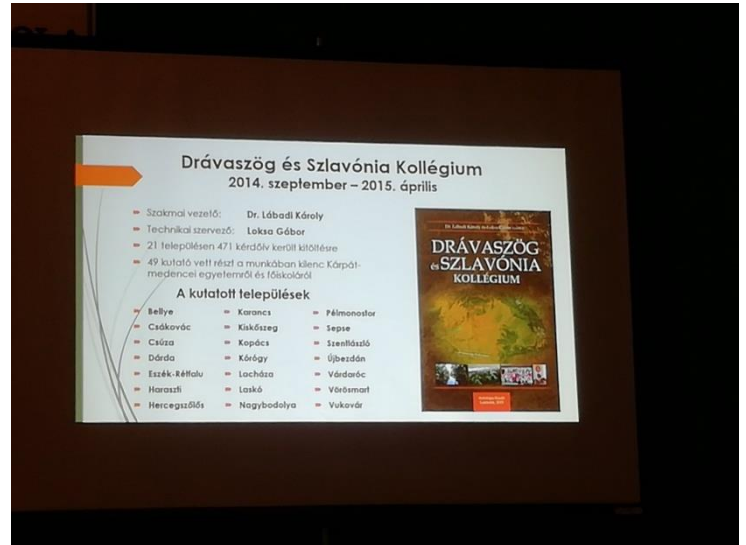 Drávaszög és Szlavónia Kollégium
2014. szeptember – 2015. április
Szakmai vezető: Dr. Lábadi Károly
Technikai szervező: Loksa Gábor
21 településen 471 kérdőív került kitöltésre
49 kutató vett részt a munkában kilenc Kárpát-
medencei egyetemről és főiskoláról
A kutatott települések
Bellye
Csákovác
Csúza
Dárda
Eszék-Rétfalu
Haraszti
Hercegszőlős
Karancs
Kiskőszeg
Kopács
Kórógy
Locháza
Laskó
Nagybodolya
Pélmonostor
Sepse
Szentlászló
Újbezdán
Várdaróc
Vörösmart
Vukovár
DRÁVASZÖG
és SZLAVÓNIA
KOLLÉGIUM